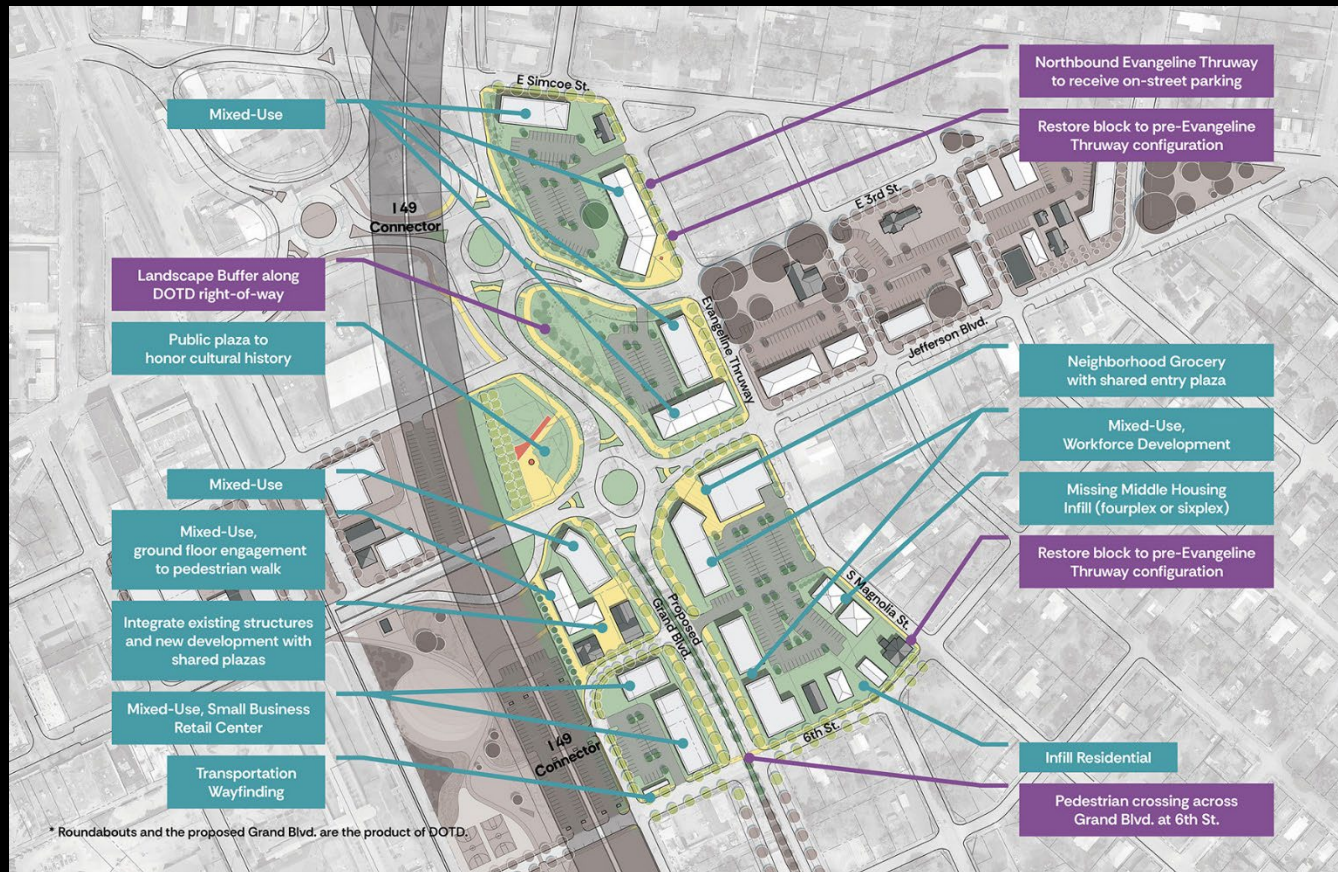 E Simcoe St.
Mixed-Use
Northbound Evangeline Thruway
to receive on-street parking
Restore block to pre-Evangeline
Thruway configuration
E 3rd St.
I 49
Connector
Landscape Buffer along
DOTD right-of-way
Public plaza to
honor cultural history
Evangeline Thruway
Jefferson Blvd.
Neighborhood Grocery
with shared entry plaza
Mixed-Use,
Workforce Development
Missing Middle Housing
Infill (fourplex or sixplex)
Restore block to pre-Evangeline
Thruway configuration
Mixed-Use
Mixed-Use,
ground floor engagement
to pedestrian walk
Integrate existing structures
and new development with
shared plazas
Mixed-Use, Small Business
Retail Center
Transportation
Wayfinding
Proposed
Grand Blvd.
S Magnolia St.
6th St.
I 49
Connector
Infill Residential
Pedestrian crossing across
Grand Blvd. at 6th St.
* Roundabouts and the proposed Grand Blvd. are the product of DOTD.